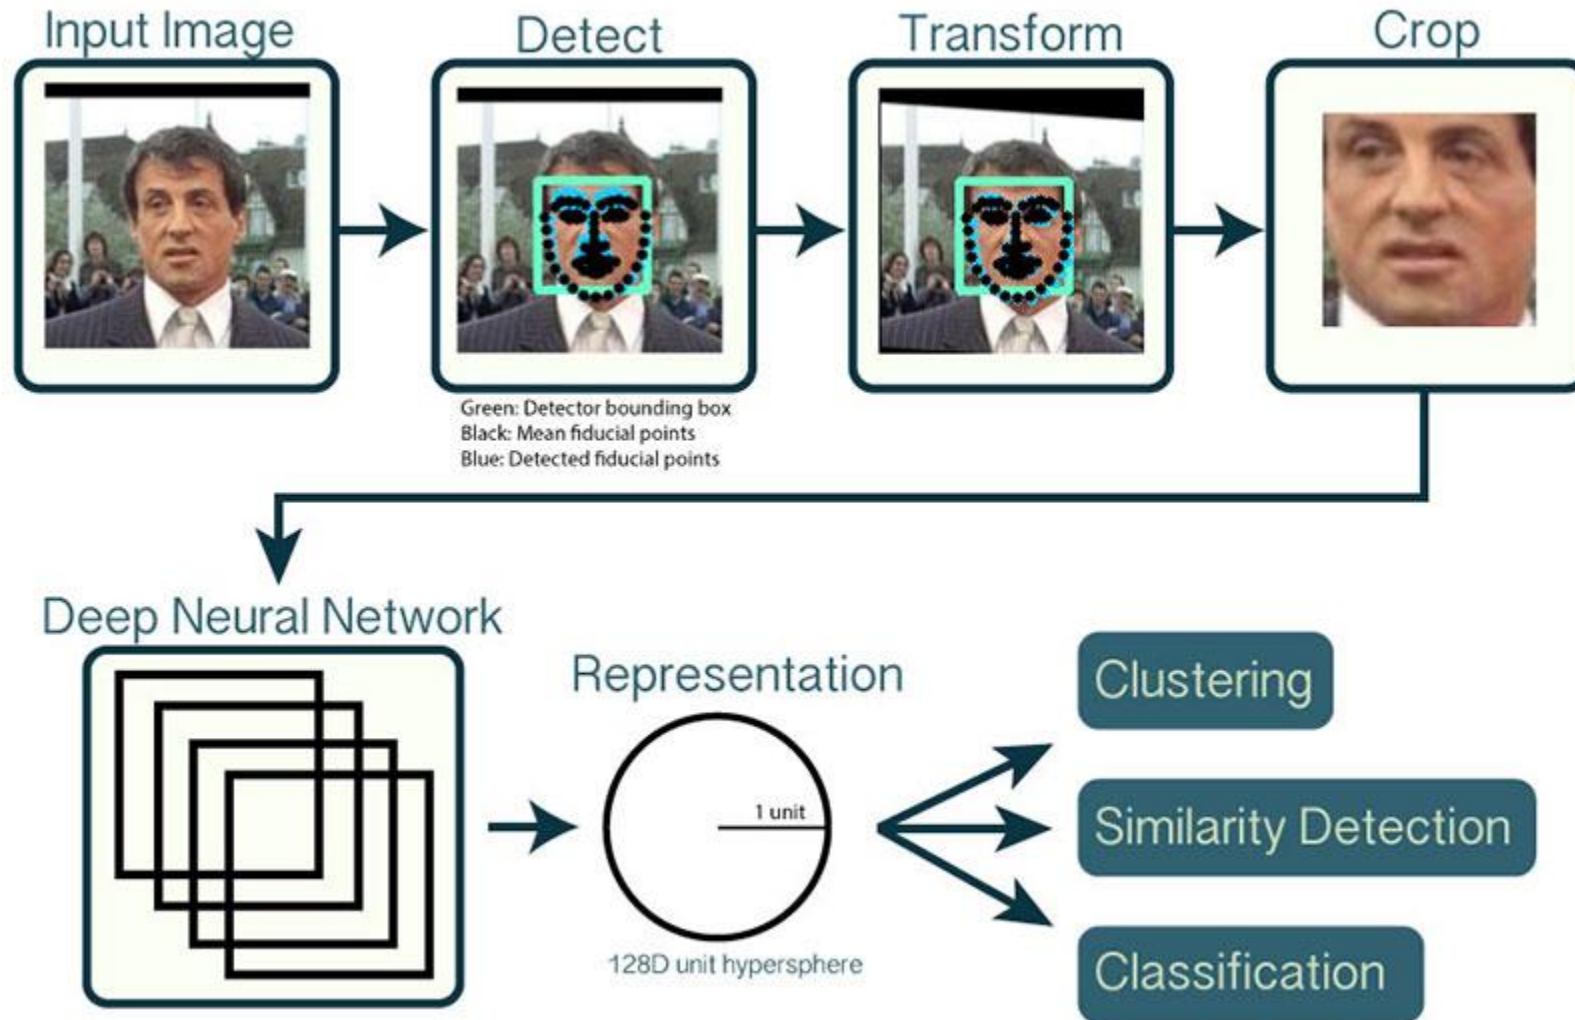 Input Image
Detect
Transform
Crop
Green: Detector bounding box
Black: Mean fiducial points
Blue: Detected fiducial points
Deep Neural Network
Representation
1 unit
128D unit hypersphere
Clustering
Similarity Detection
Classification